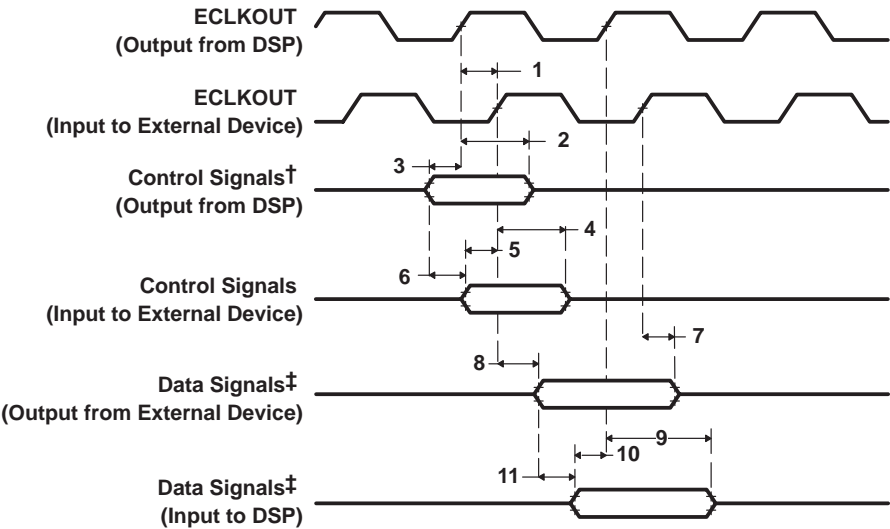 ECLKOUT
(Output from DSP)
1
ECLKOUT
(Input to External Device)
2
3
Control Signals†
(Output from DSP)
4
5
6
Control Signals
(Input to External Device)
7
8
Data Signals‡
(Output from External Device)
9
10
11
Data Signals‡
(Input to DSP)